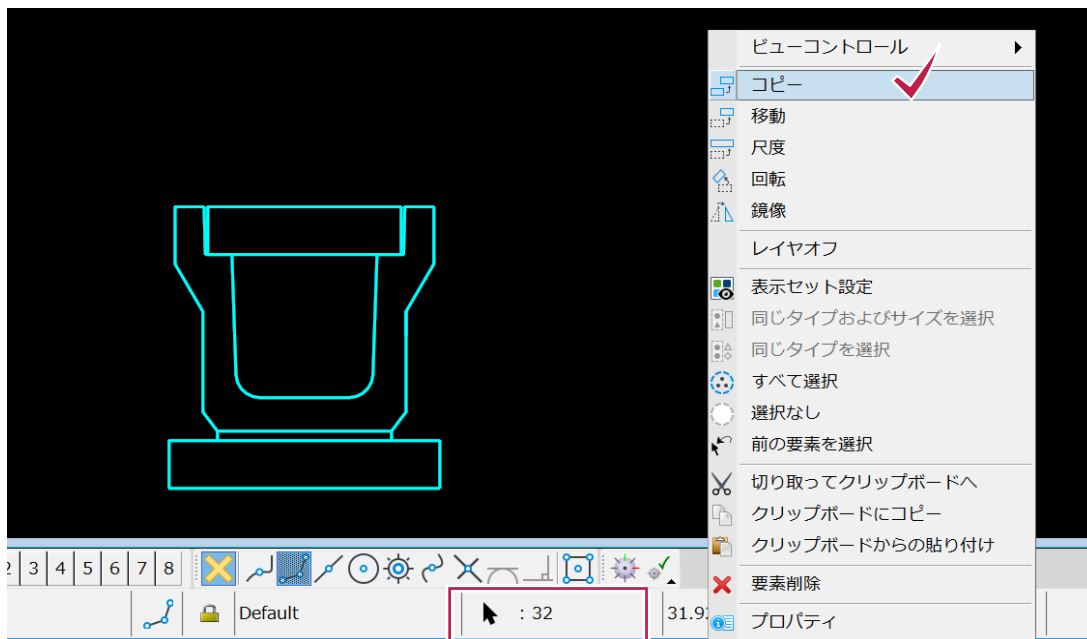 ビューコントロール
コピー
移動
尺度
回転
鏡像
レイヤオフ
表示セット設定
同じタイプおよびサイズを選択
同じタイプを選択
すべて選択
選択なし
前の要素を選択
切り取ってクリップボードへ
クリップボードにコピー
クリップボードからの貼り付け
要素削除
プロパティ
2 3 4 5 6 7 8
Default : 32 31.92